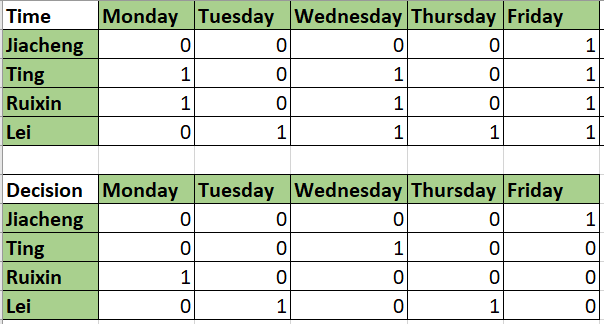 Time Monday Tuesday Wednesday Thursday Friday
Jiacheng 0 0 0 0 1
Ting 1 0 1 0 1
Ruixin 1 0 1 0 1
Lei 0 1 1 1 1
Decision Monday Tuesday Wednesday Thursday Friday
Jiacheng 0 0 0 0 1
Ting 0 0 1 0 0
Ruixin 1 0 0 0 0
Lei 0 1 0 1 0